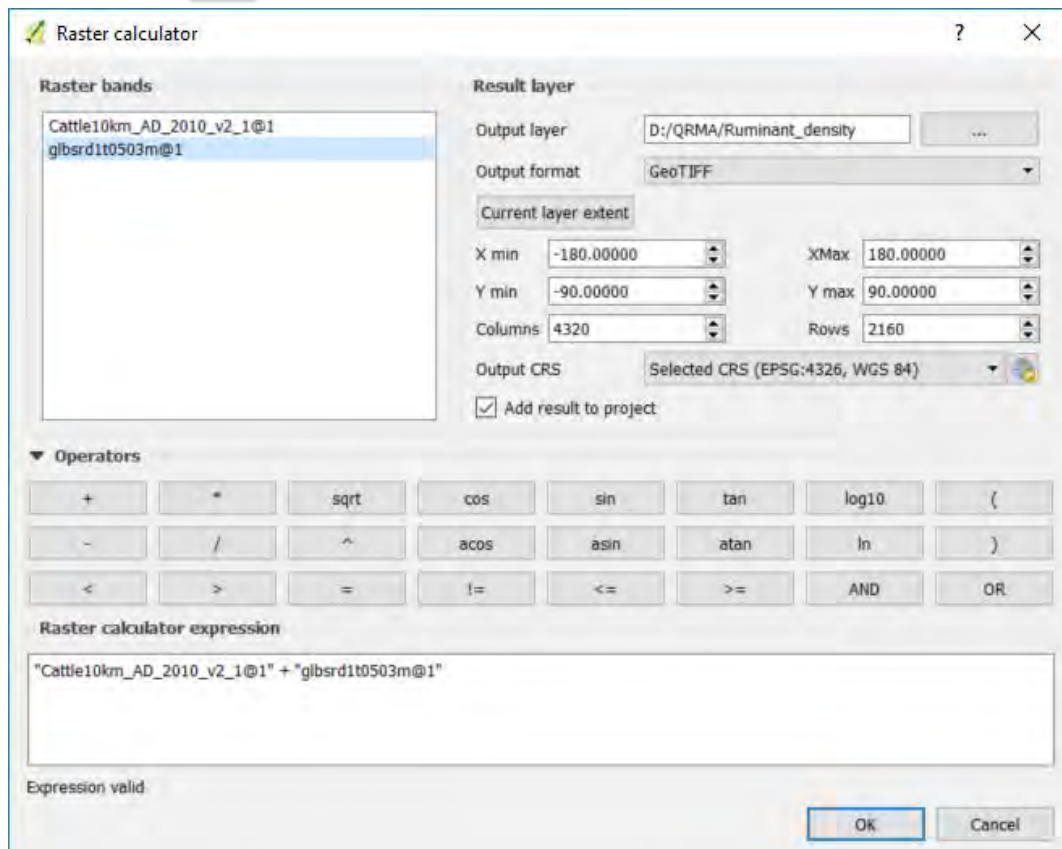 Raster calculator ? X
Raster bands
Cattle10km_AD_2010_v2_1@1
glbsrd1t0503m@1
Result layer
Output layer D:/QRMA/Ruminant_density ...
Output format GeoTIFF
Current layer extent
X min -180.00000 XMax 180.00000
Y min -90.00000 Y max 90.00000
Columns 4320 Rows 2160
Output CRS Selected CRS (EPSG:4326, WGS 84)
Add result to project
Operators
+ * sqrt cos sin tan log10 (
- / ^ acos asin atan ln )
< > = != <= >= AND OR
Raster calculator expression
"Cattle10km_AD_2010_v2_1@1" + "glbsrd1t0503m@1"
Expression valid
OK Cancel